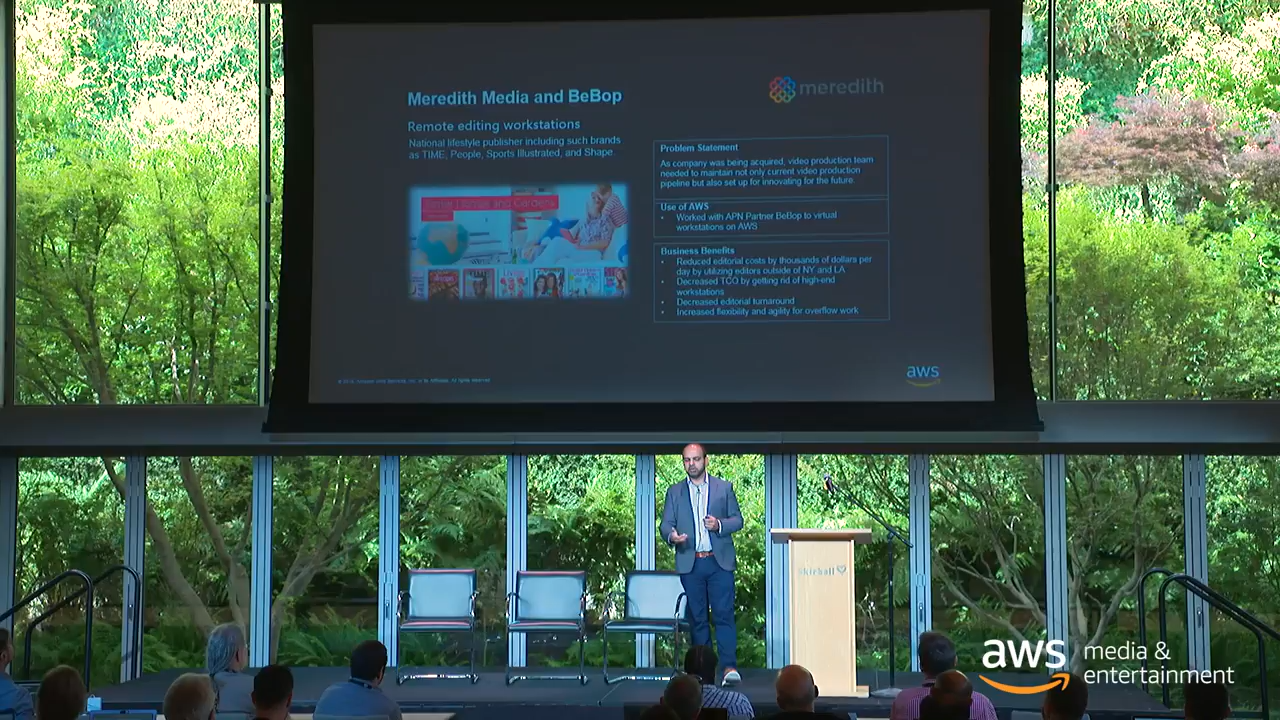 Meredith Media and BeBop
meredith
Remote editing workstations
National lifestyle publisher including such brands
as TIME, People, Sports Illustrated, and Shape.
Better Homes and Gardens
Problem Statement
As company was being acquired, video production team
needed to maintain not only current video production
pipeline but also set up for innovating for the future.
Use of AWS
• Worked with APN Partner BeBop to virtual
workstations on AWS
Business Benefits
• Reduced editorial costs by thousands of dollars per
day by utilizing editors outside of NY and LA
• Decreased TCO by getting rid of high-end
workstations
• Decreased editorial turnaround
• Increased flexibility and agility for overflow work
aws
Skirball
aws media &
entertainment